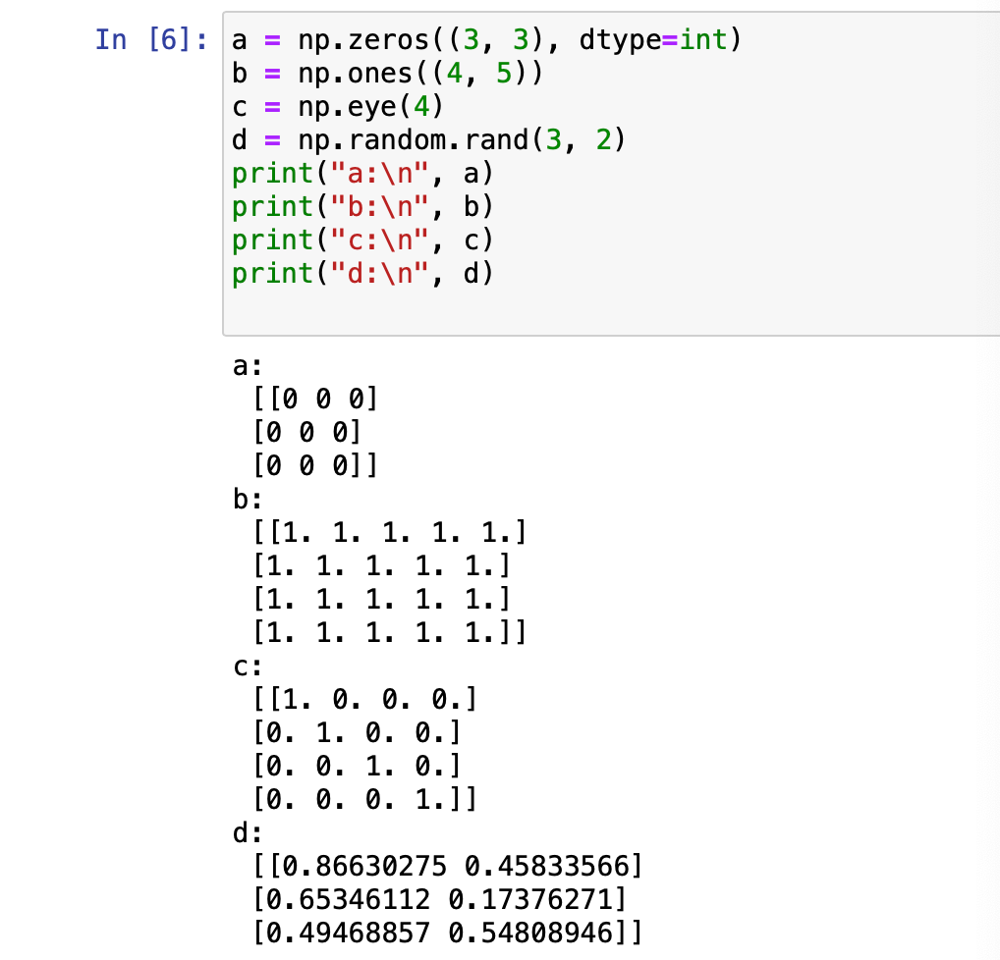 In [6]:
a = np.zeros((3, 3), dtype=int)
b = np.ones((4, 5))
c = np.eye(4)
d = np.random.rand(3, 2)
print("a:\n", a)
print("b:\n", b)
print("c:\n", c)
print("d:\n", d)
a:
 [[0 0 0]
 [0 0 0]
 [0 0 0]]
b:
 [[1. 1. 1. 1. 1.]
 [1. 1. 1. 1. 1.]
 [1. 1. 1. 1. 1.]
 [1. 1. 1. 1. 1.]]
c:
 [[1. 0. 0. 0.]
 [0. 1. 0. 0.]
 [0. 0. 1. 0.]
 [0. 0. 0. 1.]]
d:
 [[0.86630275 0.45833566]
 [0.65346112 0.17376271]
 [0.49468857 0.54808946]]